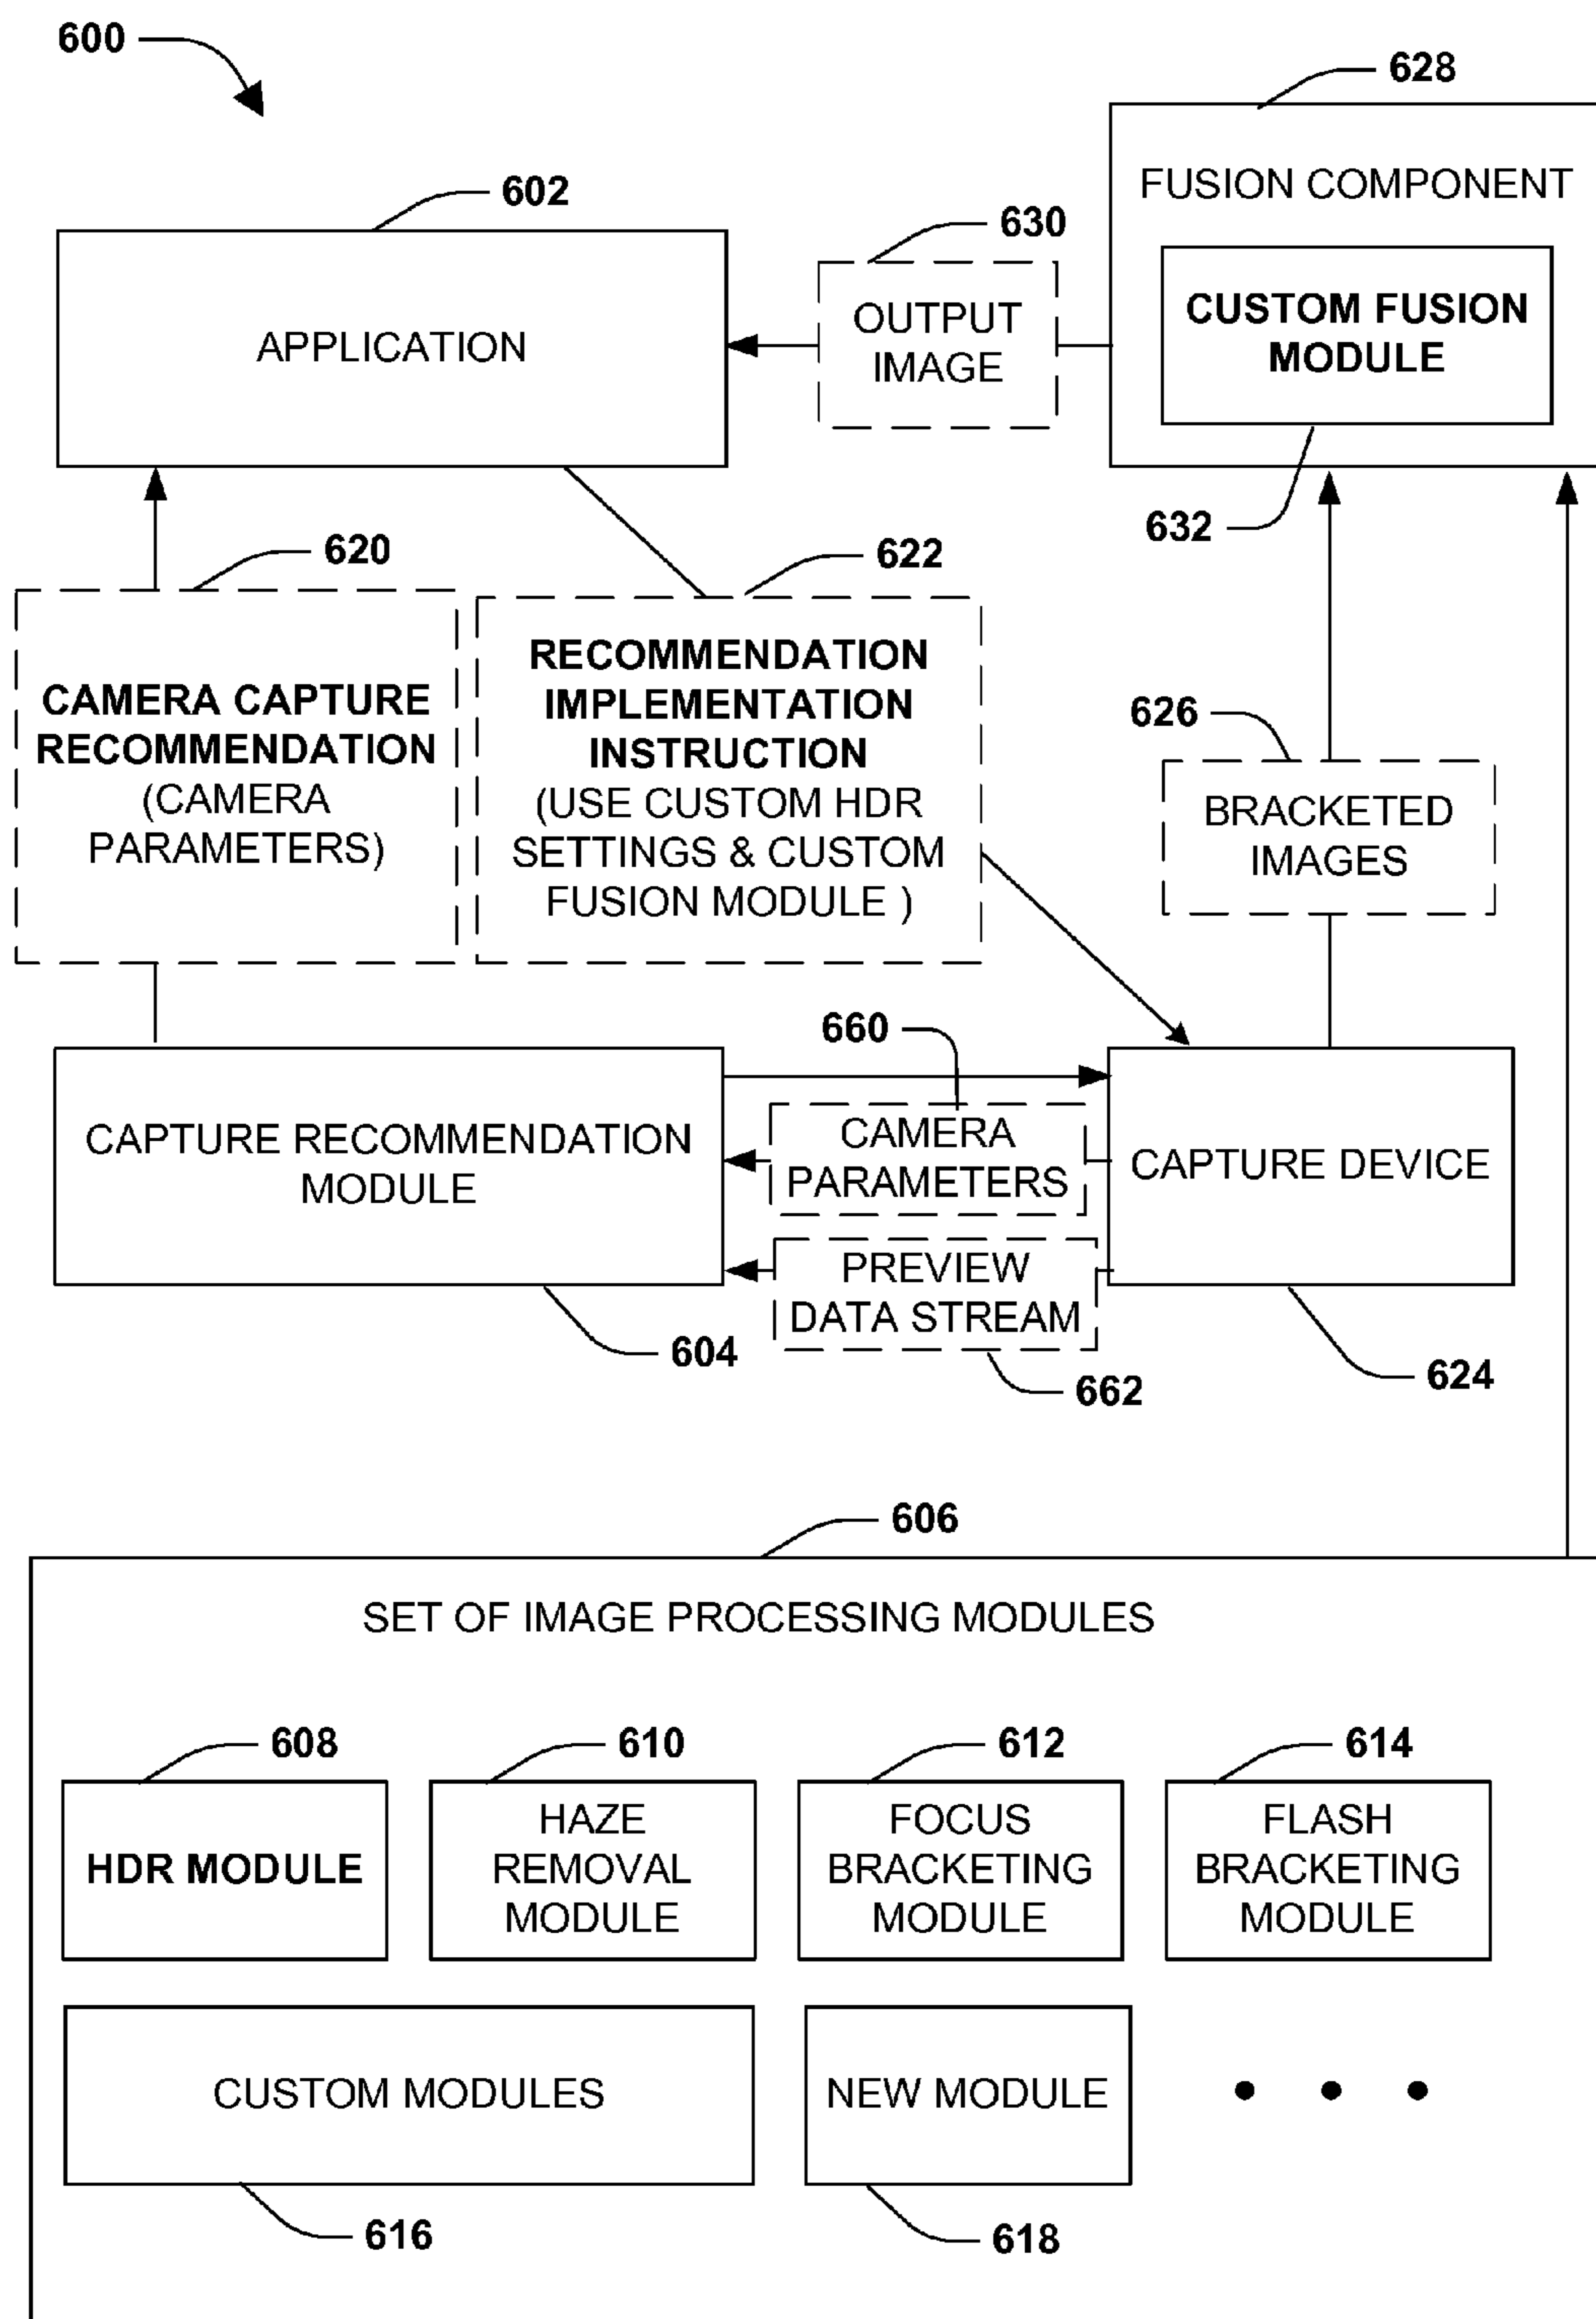 600
628
FUSION COMPONENT
602
630
CUSTOM FUSION
MODULE
OUTPUT
IMAGE
APPLICATION
632
620
622
CAMERA CAPTURE
RECOMMENDATION
(CAMERA
PARAMETERS)
RECOMMENDATION
IMPLEMENTATION
INSTRUCTION
(USE CUSTOM HDR
SETTINGS & CUSTOM
FUSION MODULE )
626
BRACKETED
IMAGES
660
CAPTURE RECOMMENDATION
MODULE
CAMERA
PARAMETERS
CAPTURE DEVICE
PREVIEW
DATA STREAM
604
662
624
606
SET OF IMAGE PROCESSING MODULES
608
610
612
614
HDR MODULE
HAZE
REMOVAL
MODULE
FOCUS
BRACKETING
MODULE
FLASH
BRACKETING
MODULE
CUSTOM MODULES
NEW MODULE
• • •
616
618